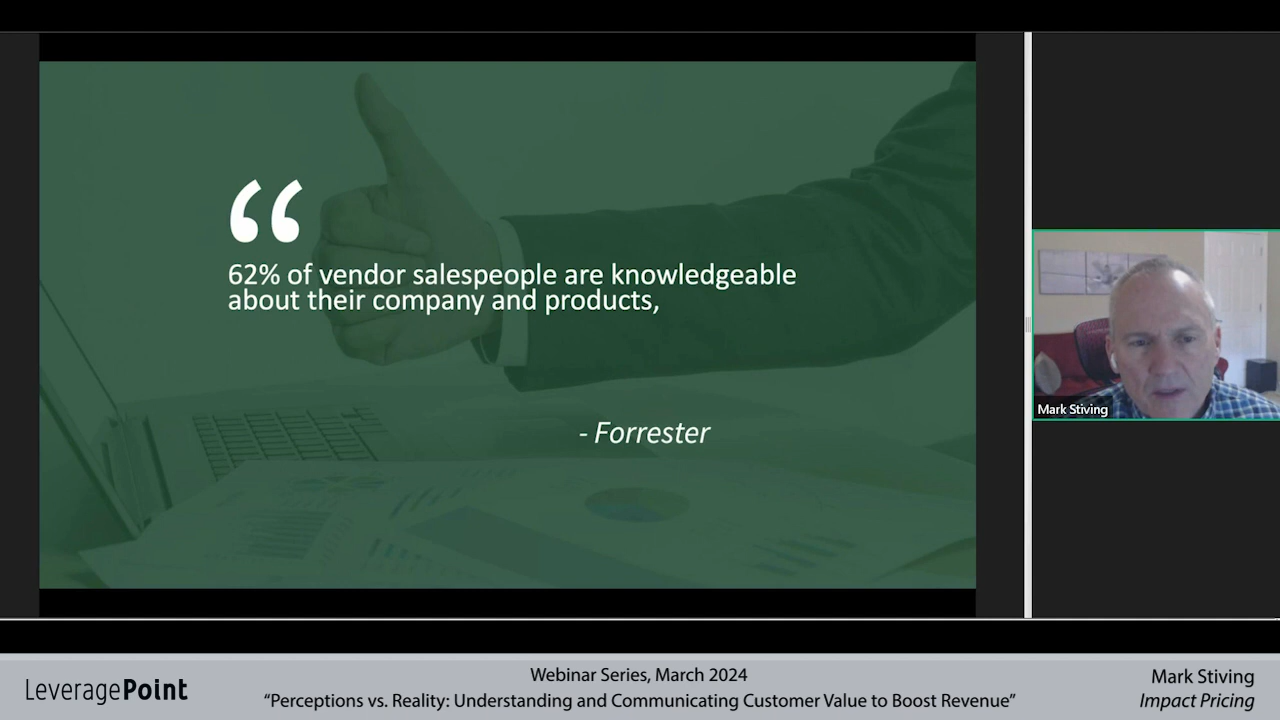 “
62% of vendor salespeople are knowledgeable
about their company and products,
- Forrester
Mark Stiving
LeveragePoint
Webinar Series, March 2024
“Perceptions vs. Reality: Understanding and Communicating Customer Value to Boost Revenue”
Mark Stiving
Impact Pricing